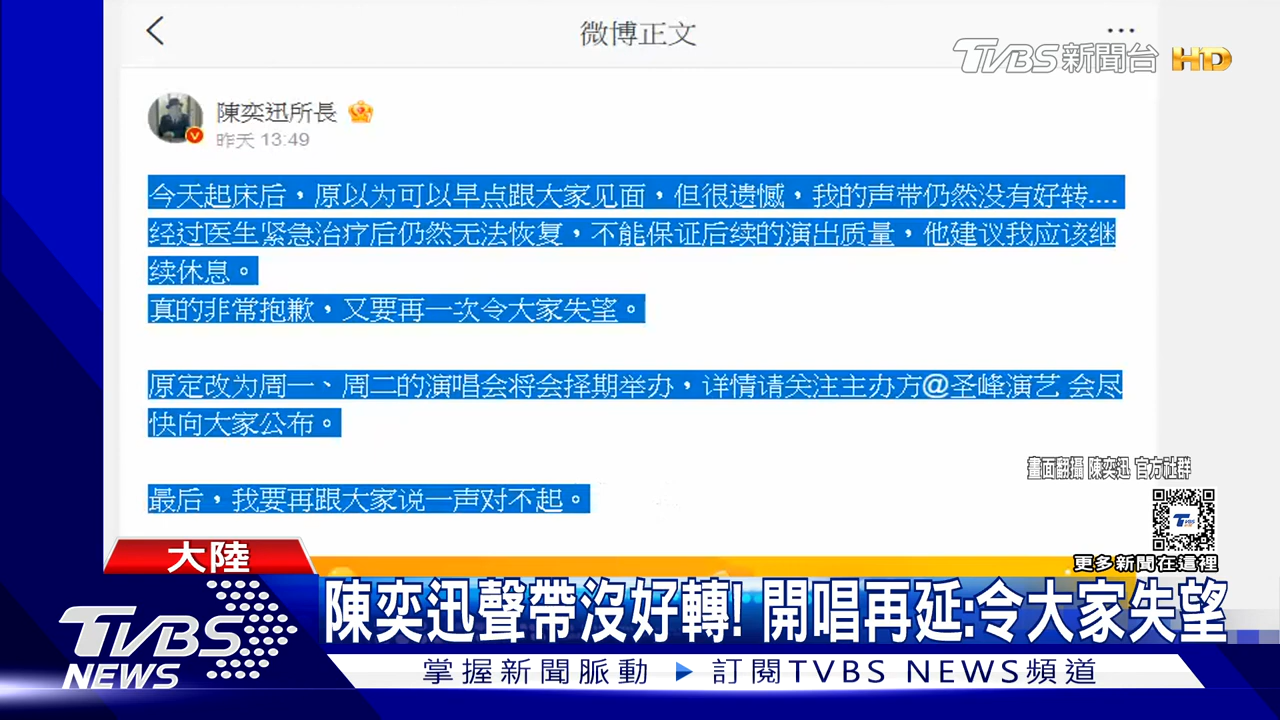 微博正文
TVBS新聞台 HD
陳奕迅所長
昨天 13:49
今天起床后，原以为可以早点跟大家见面，但很遗憾，我的声带仍然没有好转....
经过医生紧急治疗后仍然无法恢复，不能保证后续的演出质量，他建议我应该继
续休息。
真的非常抱歉，又要再一次令大家失望。
原定改为周一、周二的演唱会将会择期举办，详情请关注主办方@圣峰演艺 会尽
快向大家公布。
最后，我要再跟大家说一声对不起。
畫面翻攝 陳奕迅 官方社群
TVBS
更多新聞在這裡
大陸
陳奕迅聲帶沒好轉! 開唱再延:令大家失望
TVBS
NEWS
掌握新聞脈動 ▶ 訂閱TVBS NEWS頻道